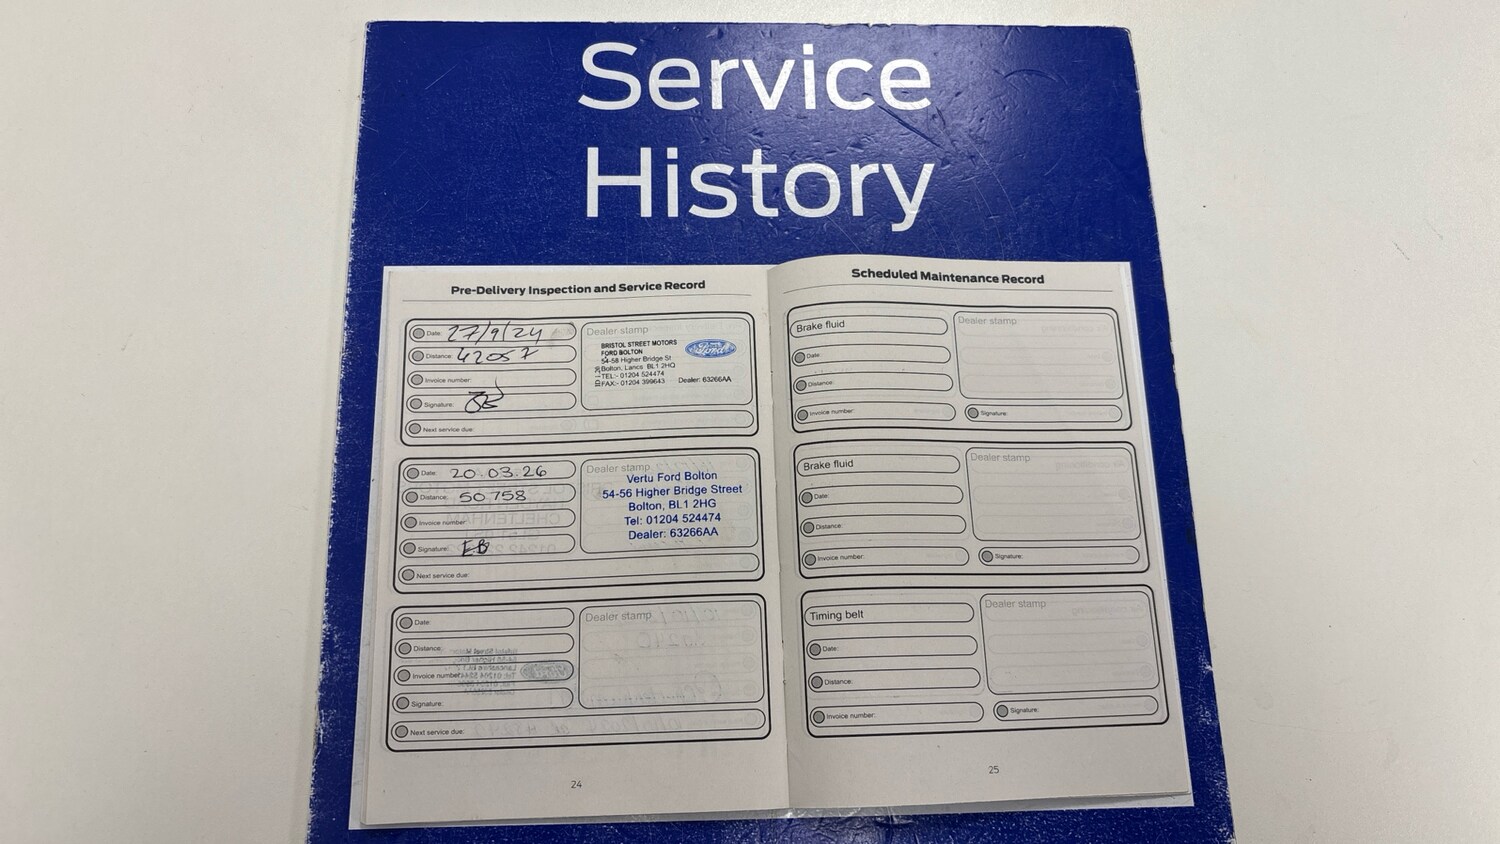 Service
History
Pre-Delivery Inspection and Service Record
Date: 27/9/24
Distance: 42057
Invoice number:
Signature:
Next service due:
Dealer stamp
BRISTOL STREET MOTORS
FORD BOLTON
54-58 Higher Bridge St
Bolton, Lancs BL1 2HQ
TEL:- 01204 524474
FAX:- 01204 399643 Dealer: 63266AA
Ford
Date: 20.03.26
Distance: 50758
Invoice number:
Signature: EB
Next service due:
Dealer stamp
Vertu Ford Bolton
54-56 Higher Bridge Street
Bolton, BL1 2HG
Tel: 01204 524474
Dealer: 63266AA
Date:
Distance:
Invoice number:
Signature:
Next service due:
Dealer stamp
24
Scheduled Maintenance Record
Brake fluid
Date:
Distance:
Invoice number:
Dealer stamp
Signature:
Brake fluid
Date:
Distance:
Invoice number:
Dealer stamp
Signature:
Timing belt
Date:
Distance:
Invoice number:
Dealer stamp
Signature:
25